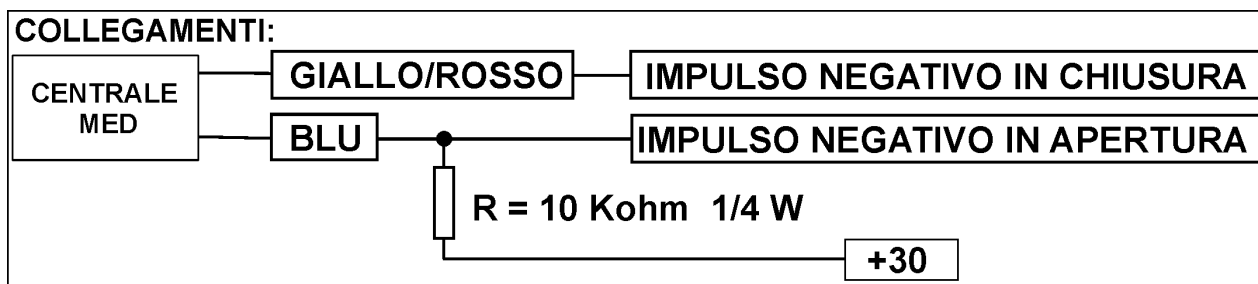 COLLEGAMENTI:
CENTRALE
MED
GIALLO/ROSSO
IMPULSO NEGATIVO IN CHIUSURA
BLU
IMPULSO NEGATIVO IN APERTURA
R = 10 Kohm 1/4 W
+30